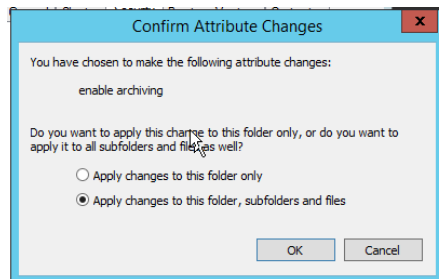 Confirm Attribute Changes
x
You have chosen to make the following attribute changes:
enable archiving
Do you want to apply this change to this folder only, or do you want to
apply it to all subfolders and files as well?
Apply changes to this folder only
Apply changes to this folder, subfolders and files
OK Cancel